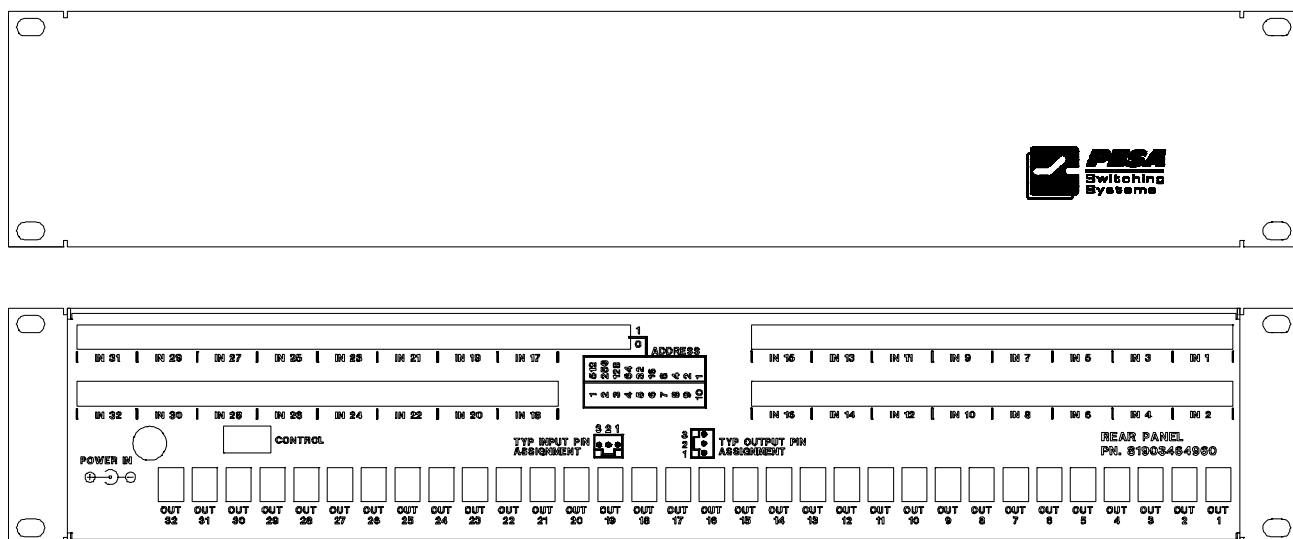 PESA
Switching
Systems
1
0
ADDRESS
IN 31 IN 29 IN 27 IN 25 IN 23 IN 21 IN 19 IN 17
IN 15 IN 13 IN 11 IN 9 IN 7 IN 5 IN 3 IN 1
512 256 128 64 32 16 8 4 2 1
1 2 3 4 5 6 7 8 9 10
IN 32 IN 30 IN 28 IN 26 IN 24 IN 22 IN 20 IN 18
IN 16 IN 14 IN 12 IN 10 IN 8 IN 6 IN 4 IN 2
CONTROL
POWER IN
3 2 1
TYP INPUT PIN
ASSIGNMENT
3
2
1
TYP OUTPUT PIN
ASSIGNMENT
REAR PANEL
PN. 81903464960
OUT 32 OUT 31 OUT 30 OUT 29 OUT 28 OUT 27 OUT 26 OUT 25 OUT 24 OUT 23 OUT 22 OUT 21 OUT 20 OUT 19 OUT 18 OUT 17 OUT 16 OUT 15 OUT 14 OUT 13 OUT 12 OUT 11 OUT 10 OUT 9 OUT 8 OUT 7 OUT 6 OUT 5 OUT 4 OUT 3 OUT 2 OUT 1